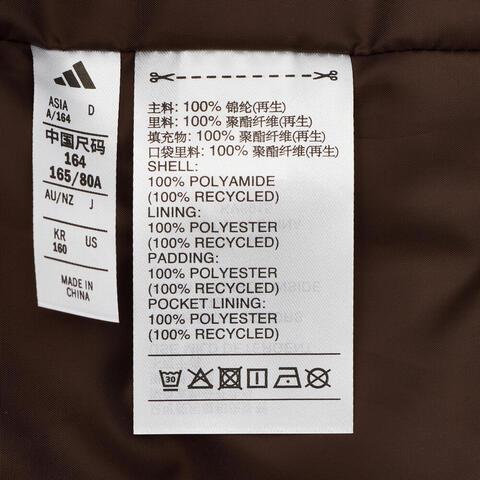 ASIA D
A/164
中国尺码
164
165/80A
AU/NZ J
KR US
160
MADE IN
CHINA
主料: 100% 锦纶(再生)
里料: 100% 聚酯纤维(再生)
填充物: 100% 聚酯纤维(再生)
口袋里料: 100% 聚酯纤维(再生)
SHELL:
100% POLYAMIDE
(100% RECYCLED)
LINING:
100% POLYESTER
(100% RECYCLED)
PADDING:
100% POLYESTER
(100% RECYCLED)
POCKET LINING:
100% POLYESTER
(100% RECYCLED)
30